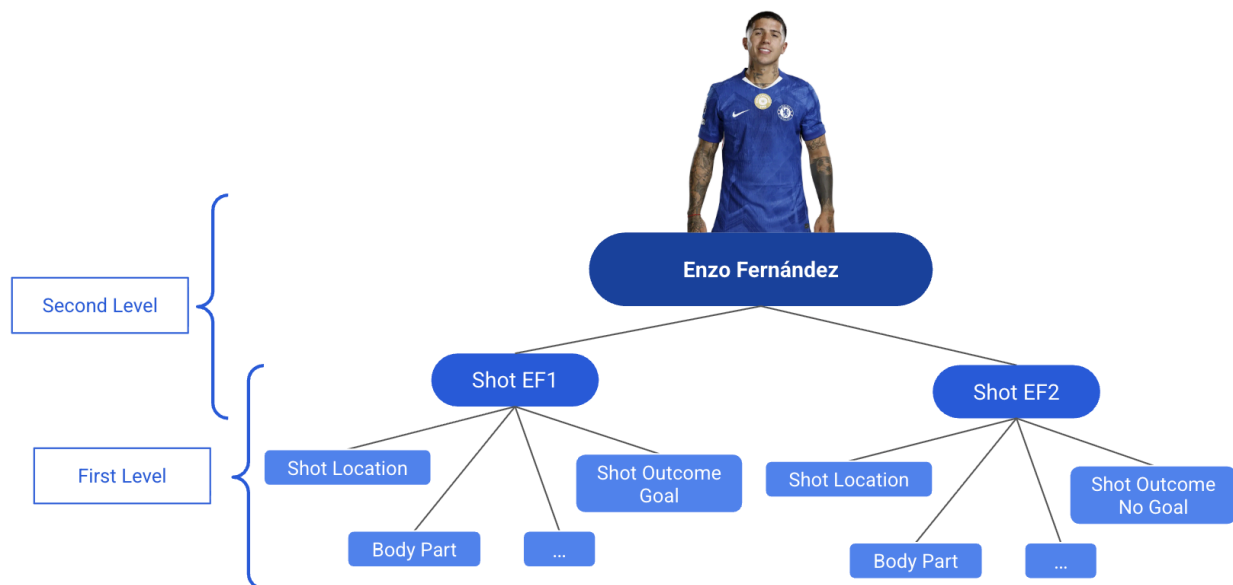 Enzo Fernández
Second Level
Shot EF1
Shot EF2
First Level
Shot Location
Shot Outcome
Goal
Body Part
...
Shot Location
Shot Outcome
No Goal
Body Part
...